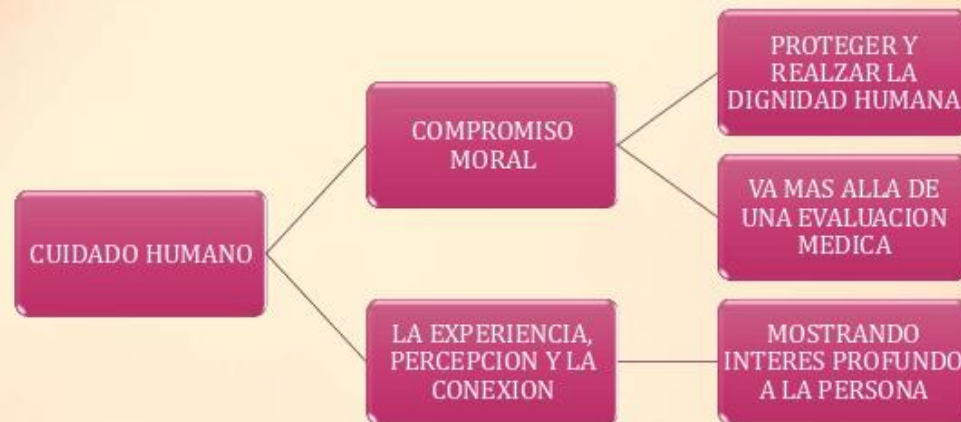 CUIDADO HUMANO
COMPROMISO
MORAL
PROTEGER Y
REALZAR LA
DIGNIDAD HUMANA
VA MAS ALLA DE
UNA EVALUACION
MEDICA
LA EXPERIENCIA,
PERCEPCION Y LA
CONEXION
MOSTRANDO
INTERES PROFUNDO
A LA PERSONA